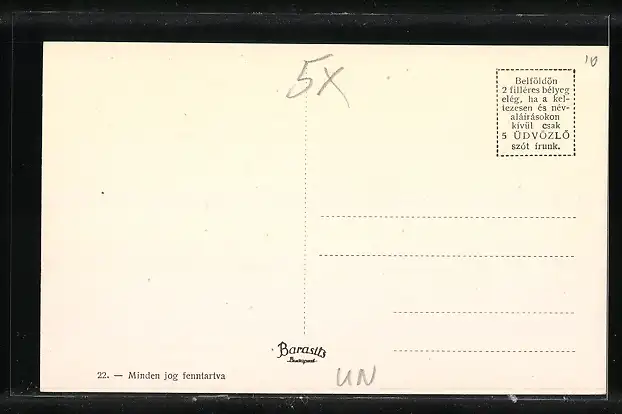 5X
10
Belföldön
2 filléres bélyeg
elég, ha a kel-
tezesen és név-
aláírásokon
kívül csak
5 ÜDVÖZLŐ
szót írunk.
Barasits
Budapest
22. — Minden jog fenntartva
UN